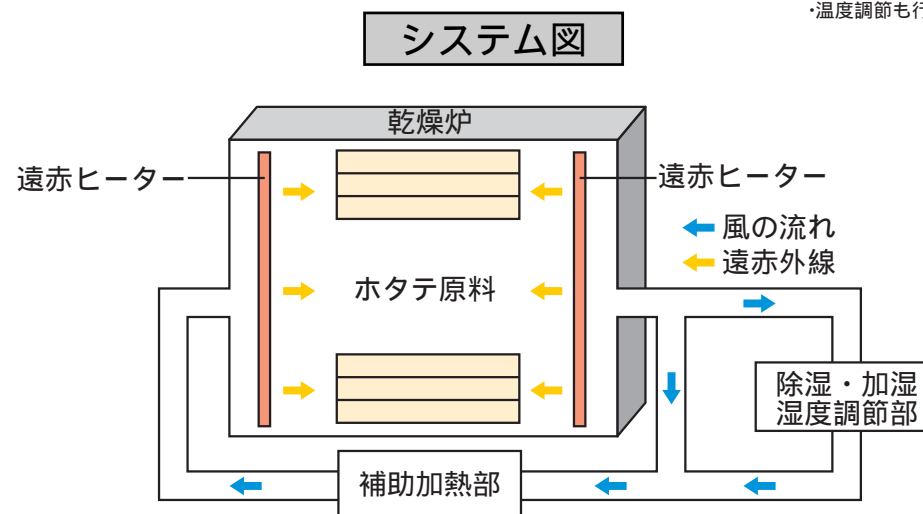 ・温度調節も行
システム図
乾燥炉
遠赤ヒーター
遠赤ヒーター
風の流れ
遠赤外線
ホタテ原料
除湿・加湿
湿度調節部
補助加熱部